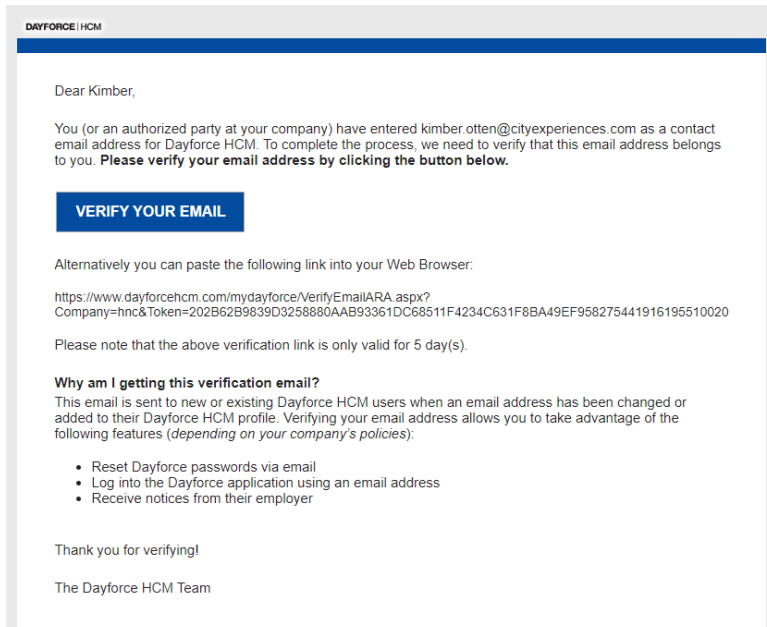 DAYFORCE | HCM
Dear Kimber,
You (or an authorized party at your company) have entered kimber.otten@cityexperiences.com as a contact
email address for Dayforce HCM. To complete the process, we need to verify that this email address belongs
to you. Please verify your email address by clicking the button below.
VERIFY YOUR EMAIL
Alternatively you can paste the following link into your Web Browser:
https://www.dayforcehcm.com/mydayforce/VerifyEmailARA.aspx?
Company=hnc&Token=202B62B9839D3258880AAB93361DC68511F4234C631F8BA49EF958275441916195510020
Please note that the above verification link is only valid for 5 day(s).
Why am I getting this verification email?
This email is sent to new or existing Dayforce HCM users when an email address has been changed or
added to their Dayforce HCM profile. Verifying your email address allows you to take advantage of the
following features (depending on your company's policies):
• Reset Dayforce passwords via email
• Log into the Dayforce application using an email address
• Receive notices from their employer
Thank you for verifying!
The Dayforce HCM Team